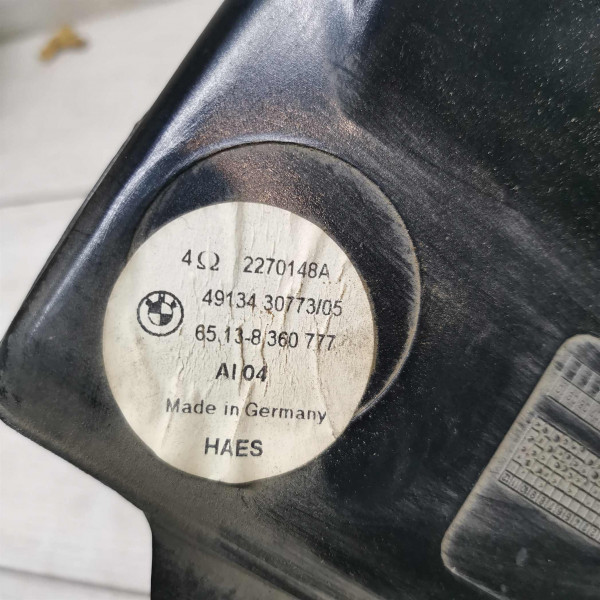 4Ω 2270148A
49134 30773/05
65.13-8 360 777
AI 04
Made in Germany
HAES